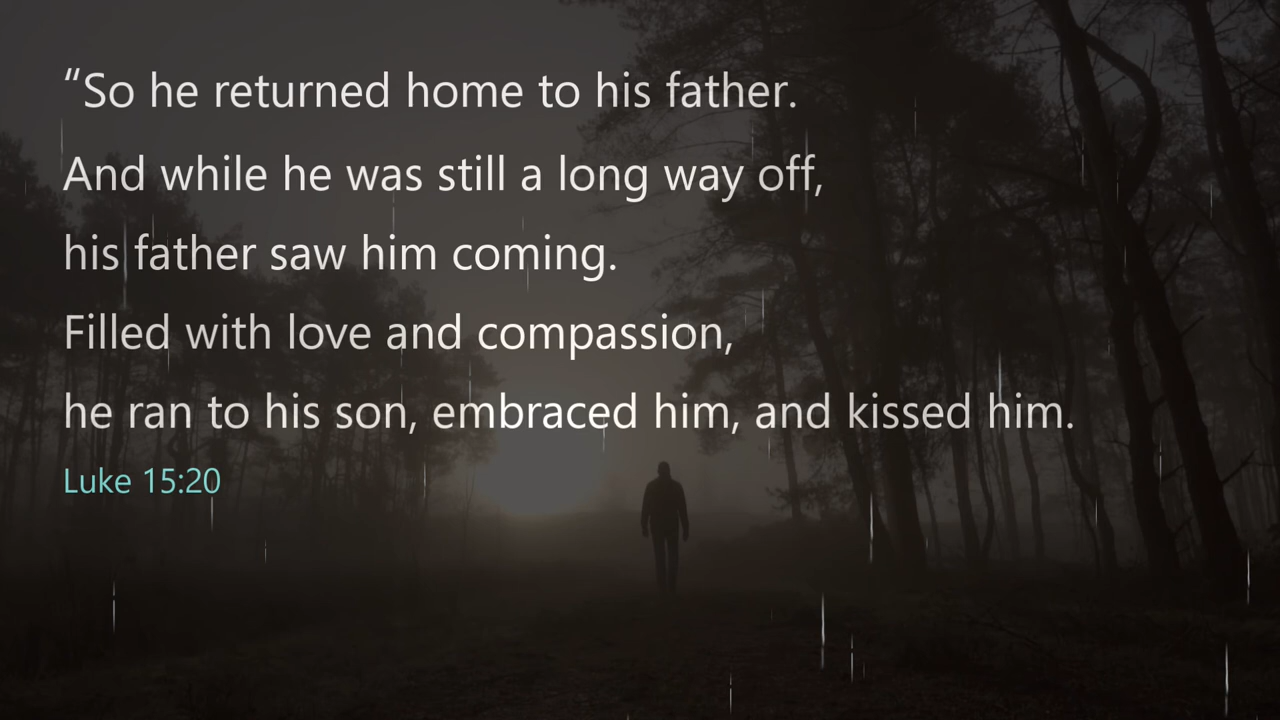 “So he returned home to his father.
And while he was still a long way off,
his father saw him coming.
Filled with love and compassion,
he ran to his son, embraced him, and kissed him.
Luke 15:20